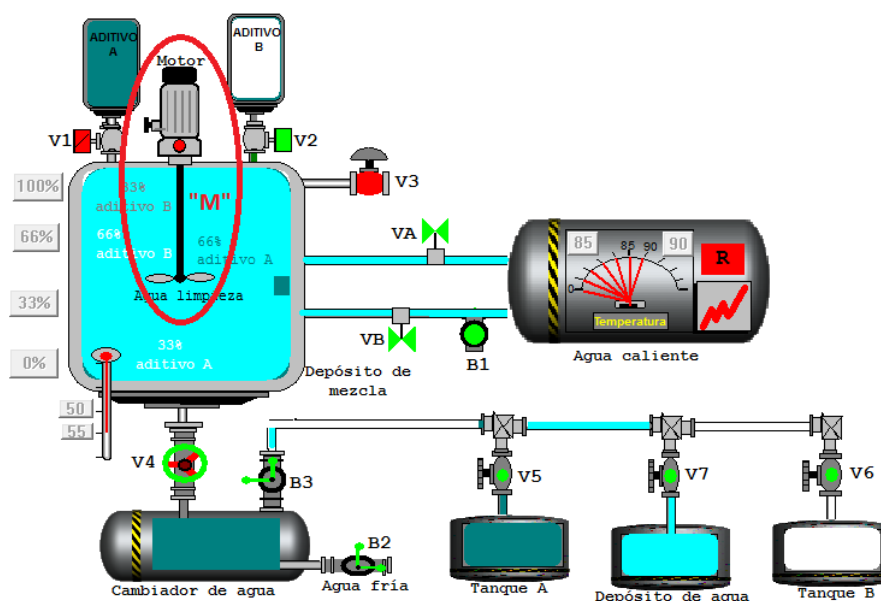 ADITIVO
A
ADITIVO
B
Motor
V1
V2
V3
100%
33%
aditivo B
"M"
66%
66%
aditivo B
66%
aditivo A
Agua limpieza
33%
33%
aditivo A
0%
50
55
VA
VB
B1
Depósito de
mezcla
85
85
90
90
0
R
Temperatura
Agua caliente
V4
B3
V5
V7
V6
B2
Agua fría
Cambiador de agua
Tanque A
Depósito de agua
Tanque B